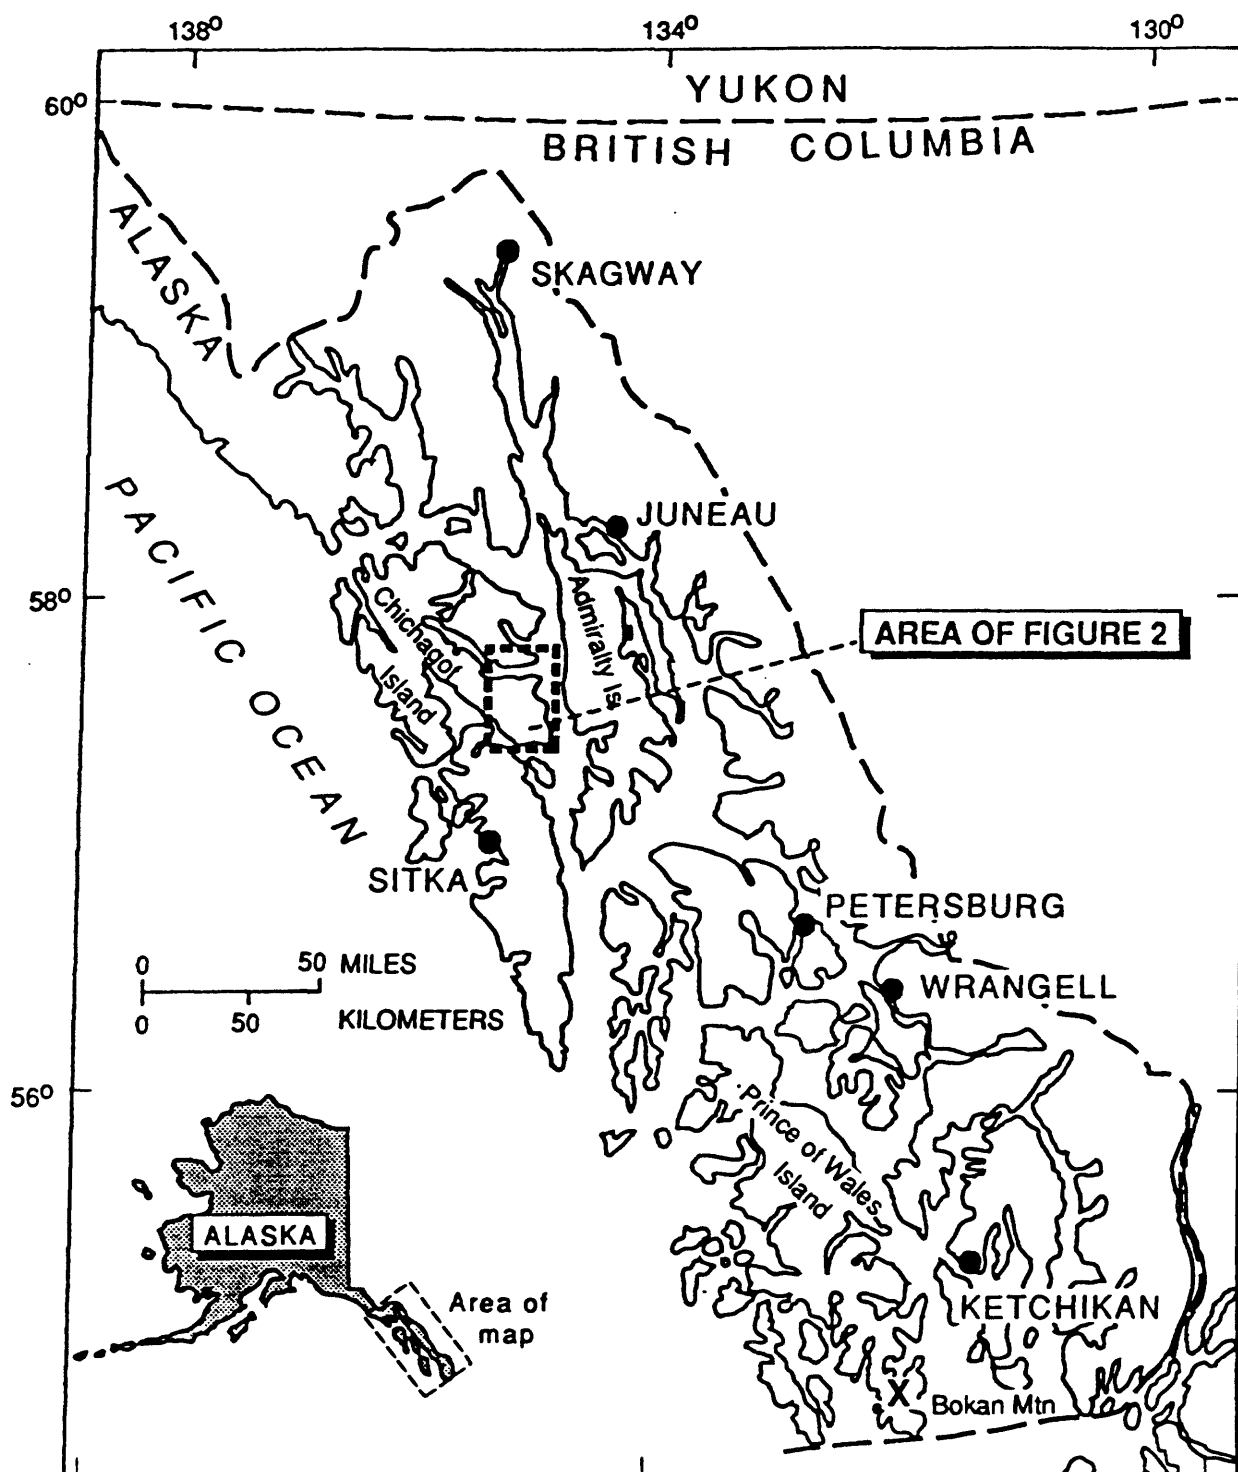 138° 134° 130°
60°
YUKON
BRITISH COLUMBIA
ALASKA
SKAGWAY
PACIFIC OCEAN
JUNEAU
58°
Chichagof
Island
Admiralty Is
AREA OF FIGURE 2
SITKA
PETERSBURG
WRANGELL
0 50 MILES
0 50 KILOMETERS
56°
Prince of Wales
Island
ALASKA
Area of
map
KETCHIKAN
X
Bokan Mtn